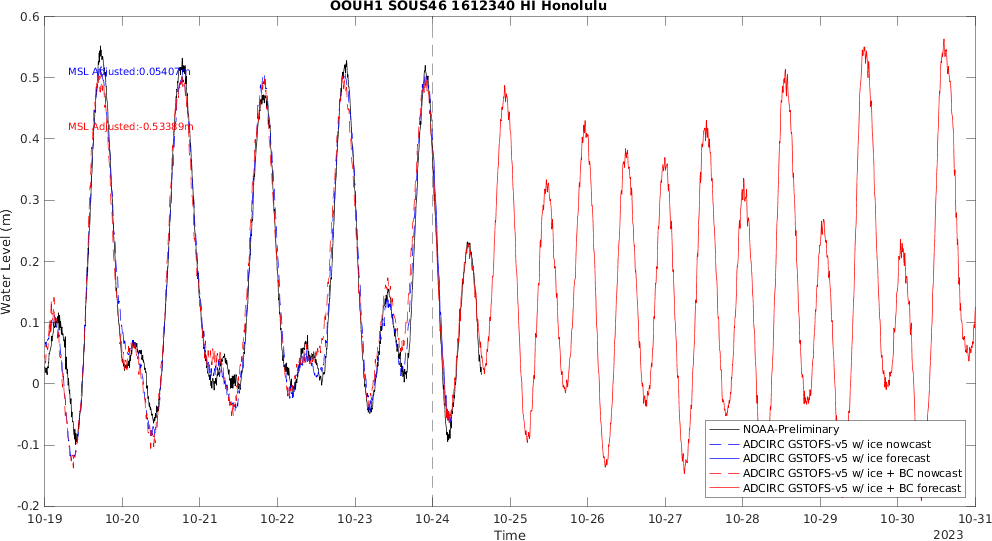 OOUH1 SOUS46 1612340 HI Honolulu
0.6
0.5
0.4
0.3
0.2
0.1
0
-0.1
-0.2
Water Level (m)
MSL Adjusted:0.05407m
MSL Adjusted:-0.53389m
NOAA-Preliminary
ADCIRC GSTOFS-v5 w/ ice nowcast
ADCIRC GSTOFS-v5 w/ ice forecast
ADCIRC GSTOFS-v5 w/ ice + BC nowcast
ADCIRC GSTOFS-v5 w/ ice + BC forecast
10-19 10-20 10-21 10-22 10-23 10-24 10-25 10-26 10-27 10-28 10-29 10-30 10-31
Time
2023